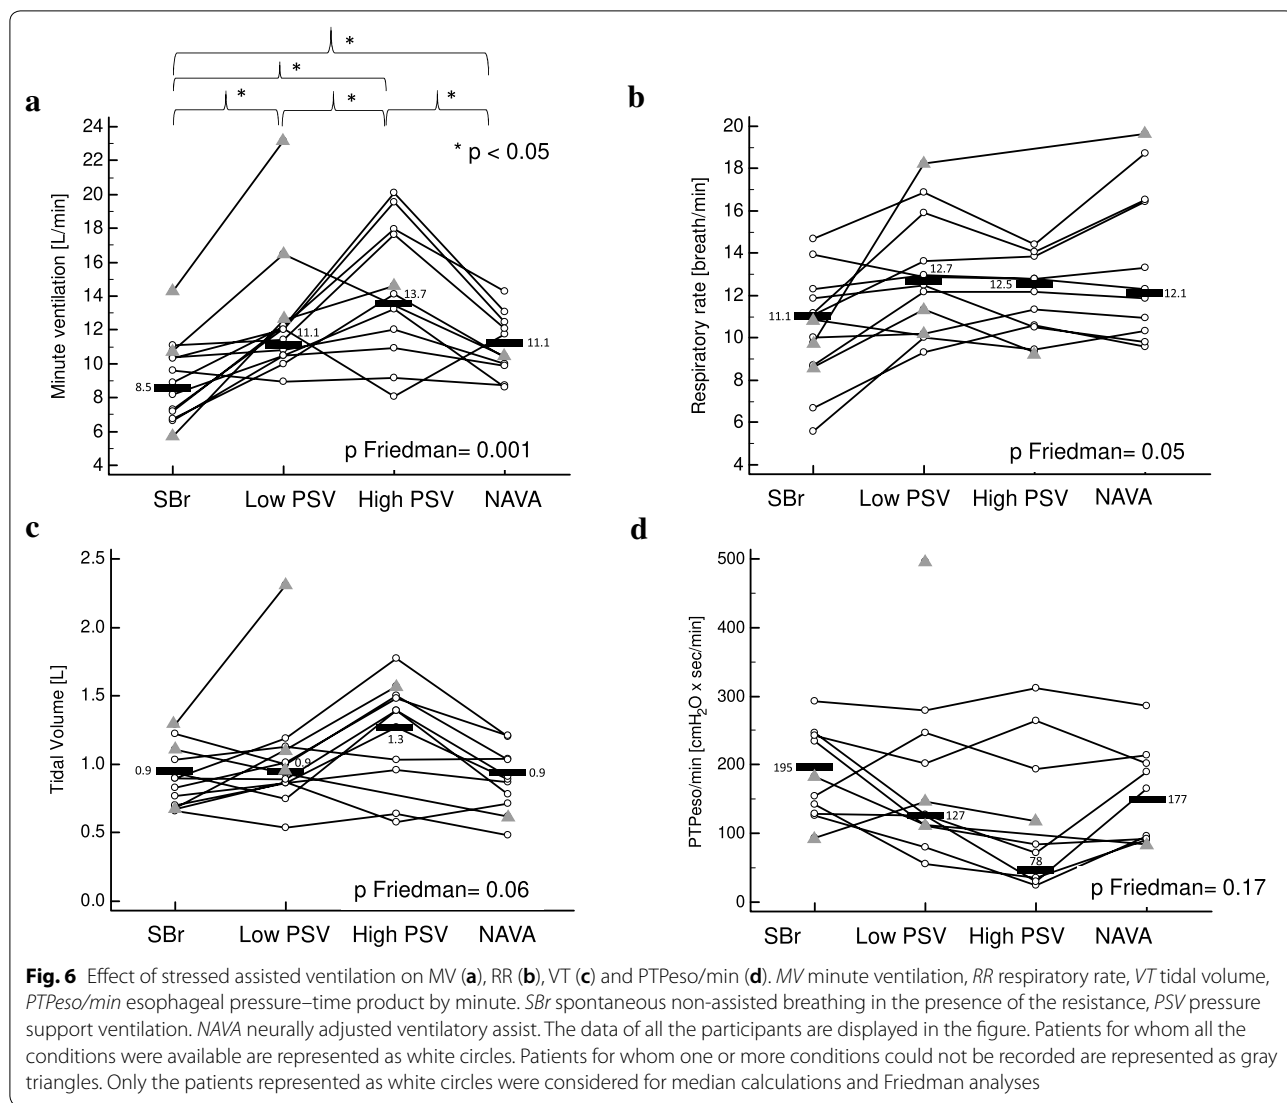 *
*
* * *
a
24
22
20
18
16
14
12
10
8
6
4
Minute ventilation [L/min]
* p < 0.05
8.5
11.1
13.7
11.1
p Friedman= 0.001
SBr Low PSV High PSV NAVA
b
20
18
16
14
12
10
8
6
4
Respiratory rate [breath/min]
11.1
12.7
12.5
12.1
p Friedman= 0.05
SBr Low PSV High PSV NAVA
c
2.5
2.0
1.5
1.0
0.5
0.0
Tidal Volume [L]
0.9
0.9
1.3
0.9
p Friedman= 0.06
SBr Low PSV High PSV NAVA
d
500
400
300
200
100
0
PTPeso/min [cmH2O x sec/min]
195
127
78
177
p Friedman= 0.17
SBr Low PSV High PSV NAVA
Fig. 6 Effect of stressed assisted ventilation on MV (a), RR (b), VT (c) and PTPeso/min (d). MV minute ventilation, RR respiratory rate, VT tidal volume,
PTPeso/min esophageal pressure–time product by minute. SBr spontaneous non-assisted breathing in the presence of the resistance, PSV pressure
support ventilation. NAVA neurally adjusted ventilatory assist. The data of all the participants are displayed in the figure. Patients for whom all the
conditions were available are represented as white circles. Patients for whom one or more conditions could not be recorded are represented as gray
triangles. Only the patients represented as white circles were considered for median calculations and Friedman analyses